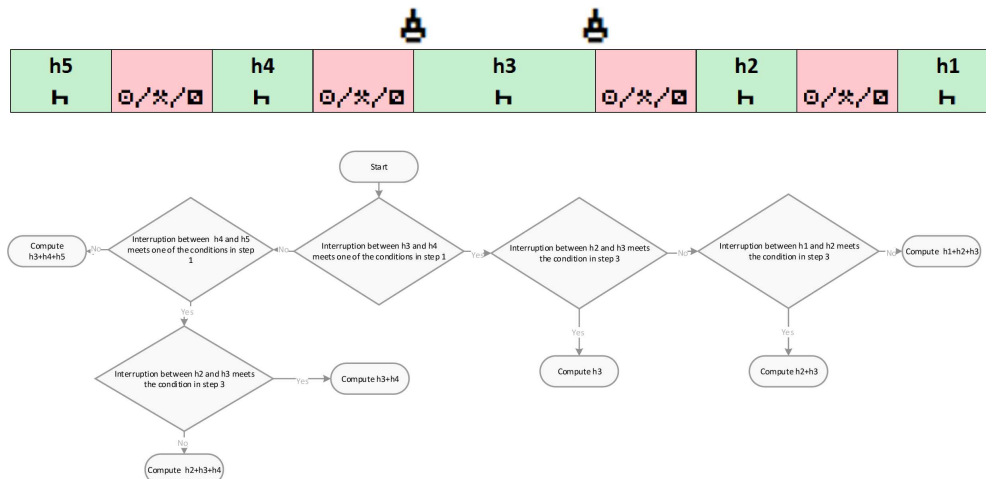 h5
h4
h3
h2
h1
Start
Interruption between h4 and h5
meets one of the conditions in step
1
Interruption between h3 and h4
meets one of the conditions in step 1
Interruption between h2 and h3 meets
the condition in step 3
Interruption between h1 and h2 meets
the condition in step 3
Compute
h3+h4+h5
No
No
Yes
No
No
Compute h1+h2+h3
Yes
Yes
Yes
Interruption between h2 and h3 meets
the condition in step 3
Yes
Compute h3+h4
Compute h3
Compute h2+h3
No
Compute h2+h3+h4